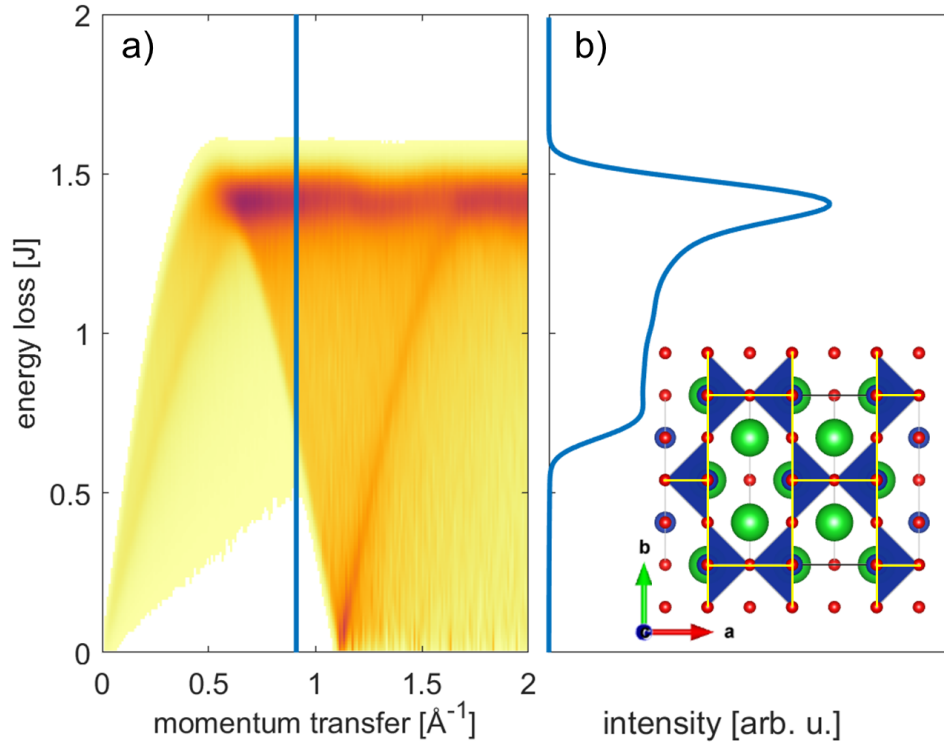 a)
b)
2
1.5
1
0.5
0
energy loss [J]
0 0.5 1 1.5 2
momentum transfer [Å⁻¹]
intensity [arb. u.]
b
a